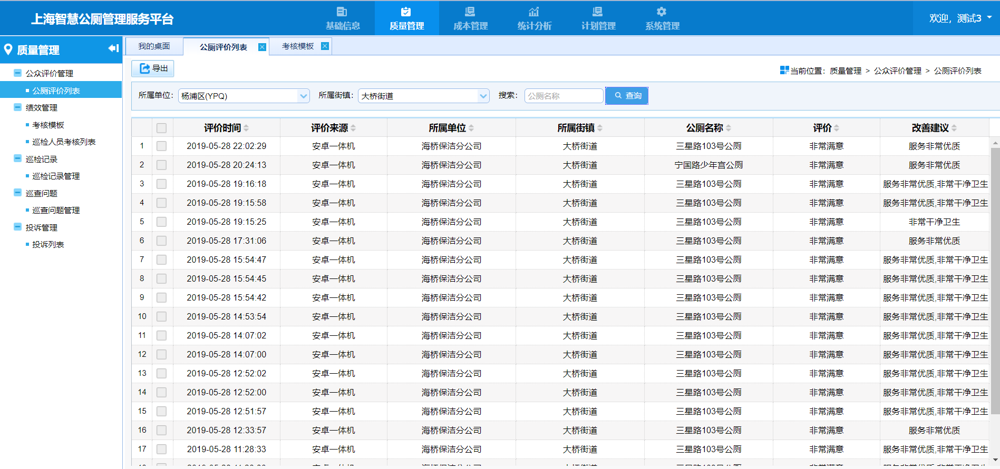 上海智慧公厕管理服务平台
基础信息 质量管理 成本管理 统计分析 计划管理 系统管理
欢迎，测试3
质量管理
我的桌面 公厕评价列表 考核模板
公众评价管理
公厕评价列表
绩效管理
考核模板
巡检人员考核列表
巡检记录
巡检记录管理
巡查问题
巡查问题管理
投诉管理
投诉列表
导出
当前位置：质量管理 > 公众评价管理 > 公厕评价列表
所属单位： 杨浦区(YPQ) 所属街镇： 大桥街道 搜索： 公厕名称 查询
评价时间 评价来源 所属单位 所属街镇 公厕名称 评价 改善建议
1 2019-05-28 22:02:29 安卓一体机 海桥保洁分公司 大桥街道 三星路103号公厕 非常满意 服务非常优质
2 2019-05-28 20:24:13 安卓一体机 海桥保洁分公司 大桥街道 宁国路少年宫公厕 非常满意 服务非常优质
3 2019-05-28 19:16:18 安卓一体机 海桥保洁分公司 大桥街道 三星路103号公厕 非常满意 服务非常优质,非常干净卫生
4 2019-05-28 19:15:58 安卓一体机 海桥保洁分公司 大桥街道 三星路103号公厕 非常满意 服务非常优质,非常干净卫生
5 2019-05-28 19:15:25 安卓一体机 海桥保洁分公司 大桥街道 三星路103号公厕 非常满意 非常干净卫生
6 2019-05-28 17:31:06 安卓一体机 海桥保洁分公司 大桥街道 三星路103号公厕 非常满意 服务非常优质
7 2019-05-28 15:54:47 安卓一体机 海桥保洁分公司 大桥街道 三星路103号公厕 非常满意 服务非常优质,非常干净卫生
8 2019-05-28 15:54:45 安卓一体机 海桥保洁分公司 大桥街道 三星路103号公厕 非常满意 服务非常优质,非常干净卫生
9 2019-05-28 15:54:42 安卓一体机 海桥保洁分公司 大桥街道 三星路103号公厕 非常满意 服务非常优质,非常干净卫生
10 2019-05-28 14:53:54 安卓一体机 海桥保洁分公司 大桥街道 三星路103号公厕 非常满意 服务非常优质,非常干净卫生
11 2019-05-28 14:07:02 安卓一体机 海桥保洁分公司 大桥街道 三星路103号公厕 非常满意 服务非常优质,非常干净卫生
12 2019-05-28 14:07:00 安卓一体机 海桥保洁分公司 大桥街道 三星路103号公厕 非常满意 服务非常优质,非常干净卫生
13 2019-05-28 12:52:02 安卓一体机 海桥保洁分公司 大桥街道 三星路103号公厕 非常满意 服务非常优质,非常干净卫生
14 2019-05-28 12:52:00 安卓一体机 海桥保洁分公司 大桥街道 三星路103号公厕 非常满意 服务非常优质,非常干净卫生
15 2019-05-28 12:51:57 安卓一体机 海桥保洁分公司 大桥街道 三星路103号公厕 非常满意 服务非常优质,非常干净卫生
16 2019-05-28 12:33:57 安卓一体机 海桥保洁分公司 大桥街道 三星路103号公厕 非常满意 服务非常优质
17 2019-05-28 11:28:33 安卓一体机 海桥保洁分公司 大桥街道 三星路103号公厕 非常满意 服务非常优质,非常干净卫生